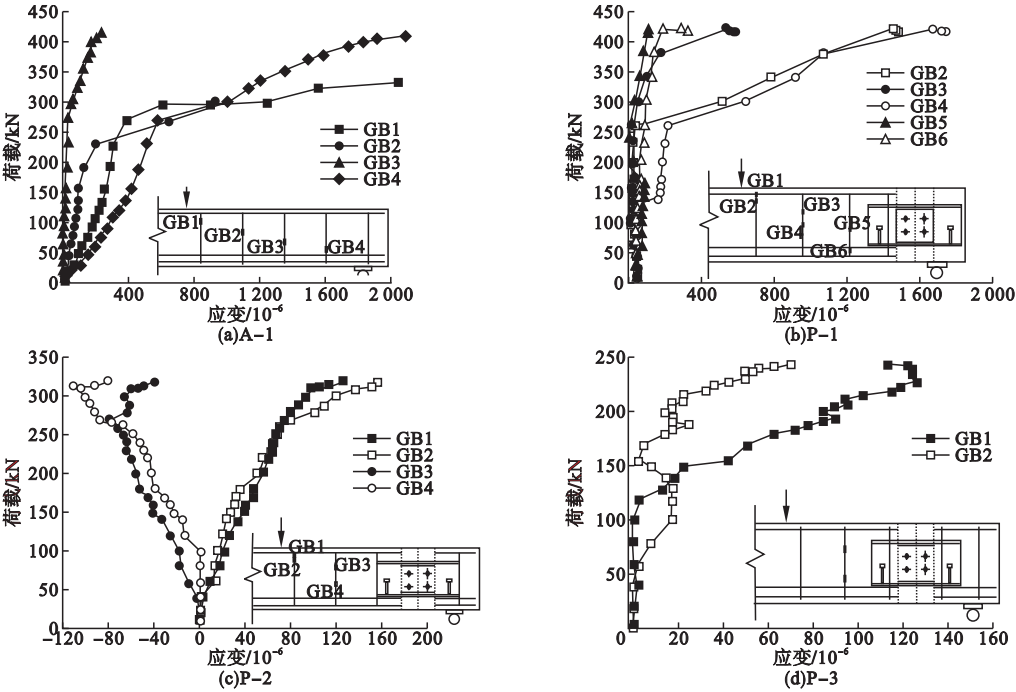 450
400
350
300
250
200
150
100
50
0
荷载/kN
400
800
1 200
1 600
2 000
应变/10⁻⁶
(a)A-1
GB1
GB2
GB3
GB4
GB1
GB2
GB3
GB4
450
400
350
300
250
200
150
100
50
0
荷载/kN
400
800
1 200
1 600
2 000
应变/10⁻⁶
(b)P-1
GB2
GB3
GB4
GB5
GB6
GB1
GB2
GB3
GB4
GB5
GB6
350
300
250
200
150
100
50
0
荷载/kN
-120
-80
-40
0
40
80
120
160
200
应变/10⁻⁶
(c)P-2
GB1
GB2
GB3
GB4
GB1
GB2
GB3
GB4
250
200
150
100
50
0
荷载/kN
0
20
40
60
80
100
120
140
160
应变/10⁻⁶
(d)P-3
GB1
GB2